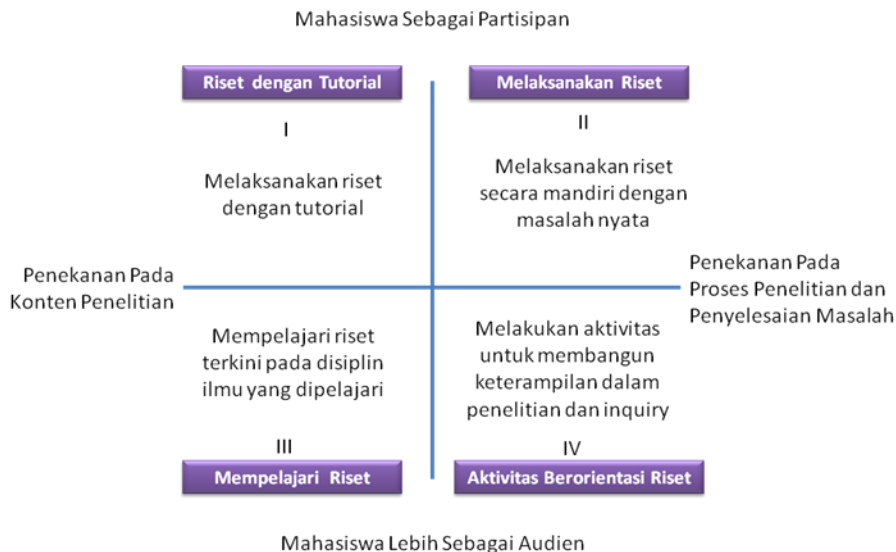 Mahasiswa Sebagai Partisipan
Riset dengan Tutorial
Melaksanakan Riset
I
II
Melaksanakan riset
dengan tutorial
Melaksanakan riset
secara mandiri dengan
masalah nyata
Penekanan Pada
Konten Penelitian
Penekanan Pada
Proses Penelitian dan
Penyelesaian Masalah
Mempelajari riset
terkini pada disiplin
ilmu yang dipelajari
Melakukan aktivitas
untuk membangun
keterampilan dalam
penelitian dan inquiry
III
IV
Mempelajari Riset
Aktivitas Berorientasi Riset
Mahasiswa Lebih Sebagai Audien